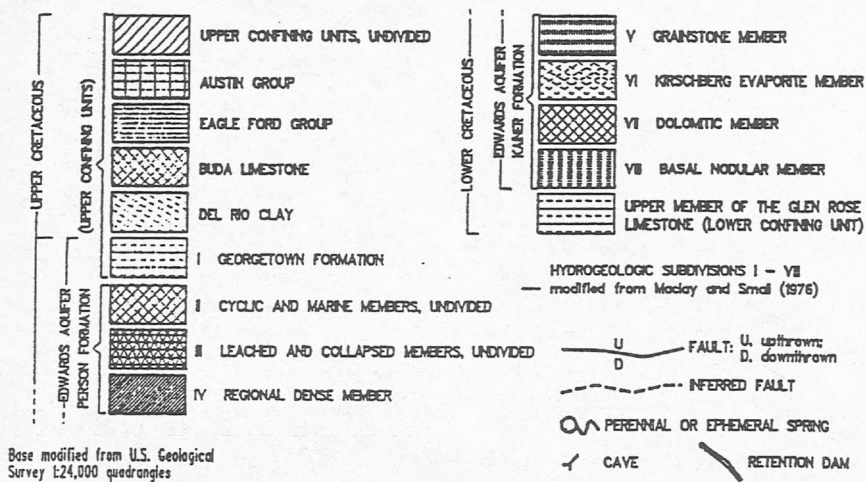 UPPER CRETACEOUS
(UPPER CONFINING UNITS)
UPPER CONFINING UNITS, UNDIVIDED
AUSTIN GROUP
EAGLE FORD GROUP
BUDA LIMESTONE
DEL RIO CLAY
I GEORGETOWN FORMATION
EDWARDS AQUIFER
PERSON FORMATION
II CYCLIC AND MARINE MEMBERS, UNDIVIDED
III LEACHED AND COLLAPSED MEMBERS, UNDIVIDED
IV REGIONAL DENSE MEMBER
Base modified from U.S. Geological
Survey 1:24,000 quadrangles
LOWER CRETACEOUS
EDWARDS AQUIFER
KAINER FORMATION
V GRAINSTONE MEMBER
VI KIRSCHBERG EVAPORITE MEMBER
VII DOLOMITIC MEMBER
VIII BASAL NODULAR MEMBER
UPPER MEMBER OF THE GLEN ROSE
LIMESTONE (LOWER CONFINING UNIT)
HYDROGEOLOGIC SUBDIVISIONS I - VIII
modified from Maclay and Small (1976)
U
D
FAULT: U, upthrown;
D, downthrown
INFERRED FAULT
PERENNIAL OR EPHEMERAL SPRING
CAVE
RETENTION DAM